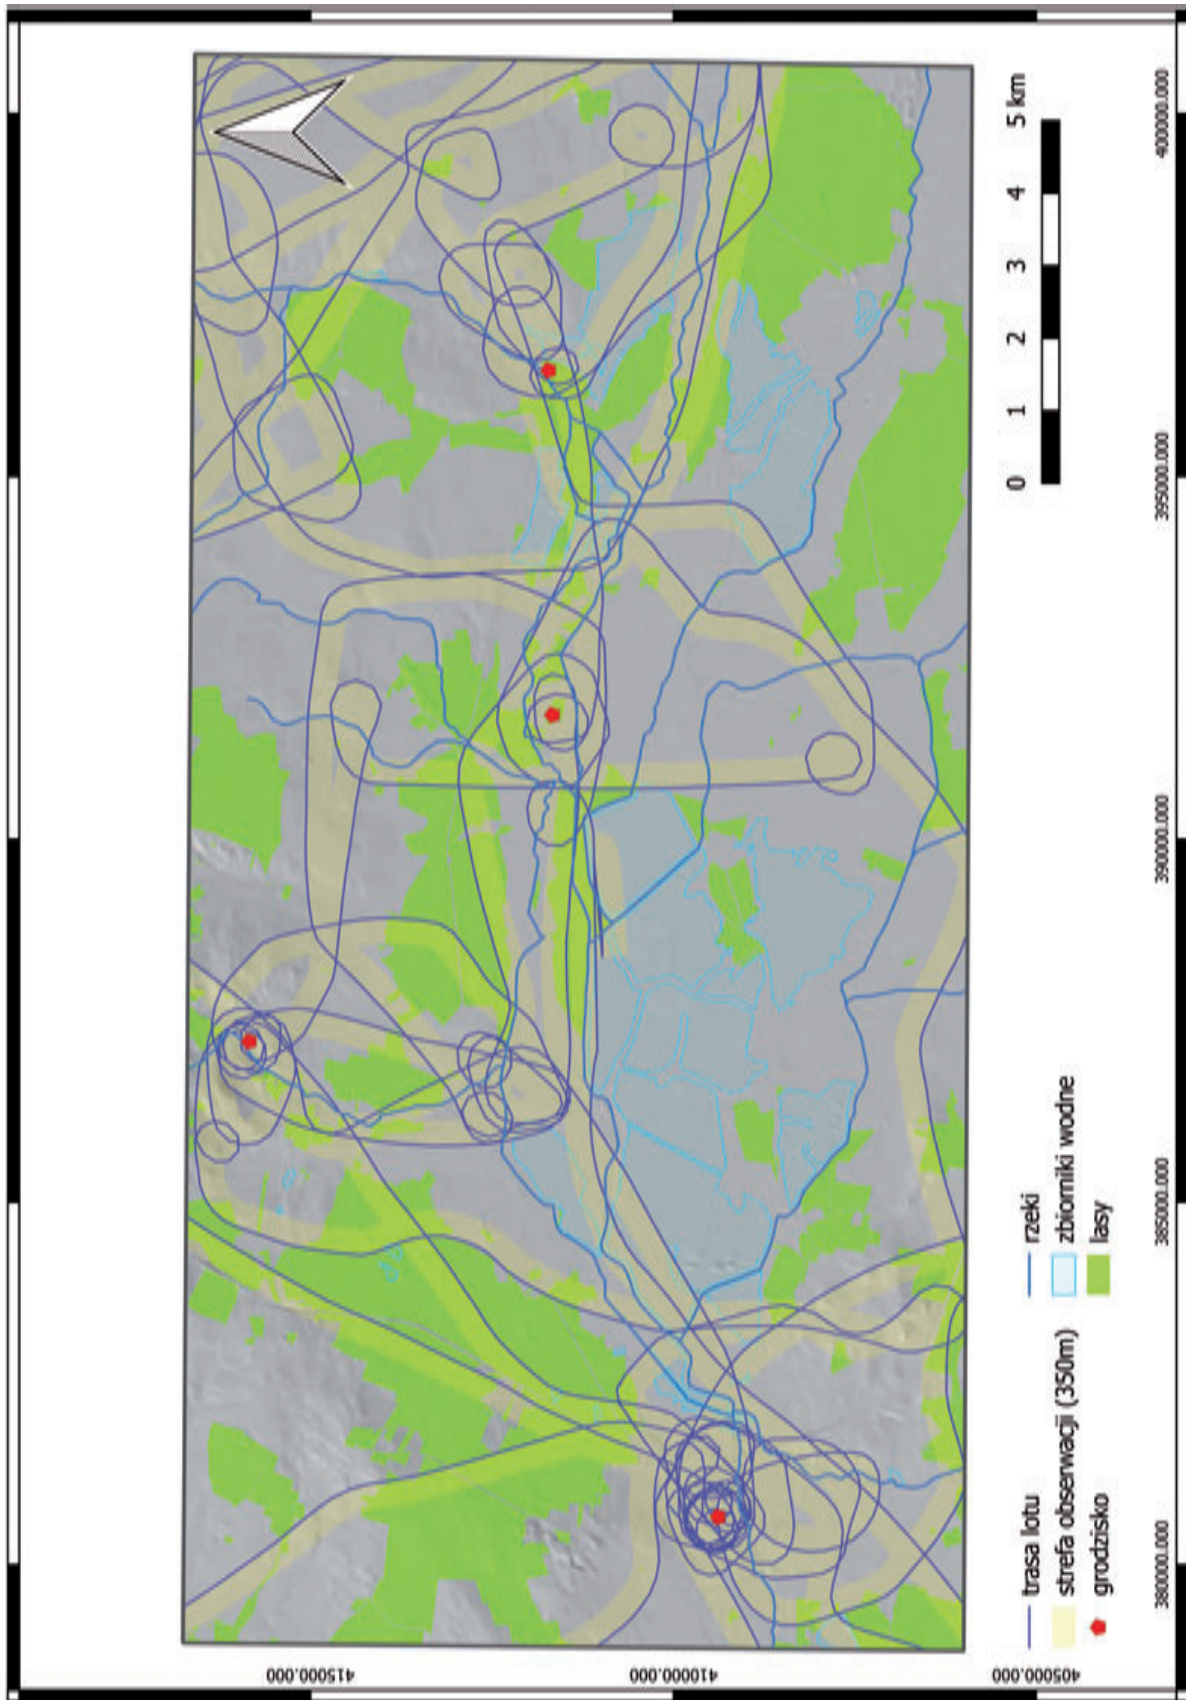 415000.000
410000.000
405000.000
trasa lotu
strefa obserwacji (350m)
grodzisko
rzeki
zbiorniki wodne
lasy
0 1 2 3 4 5 km
380000.000 385000.000 390000.000 395000.000 400000.000